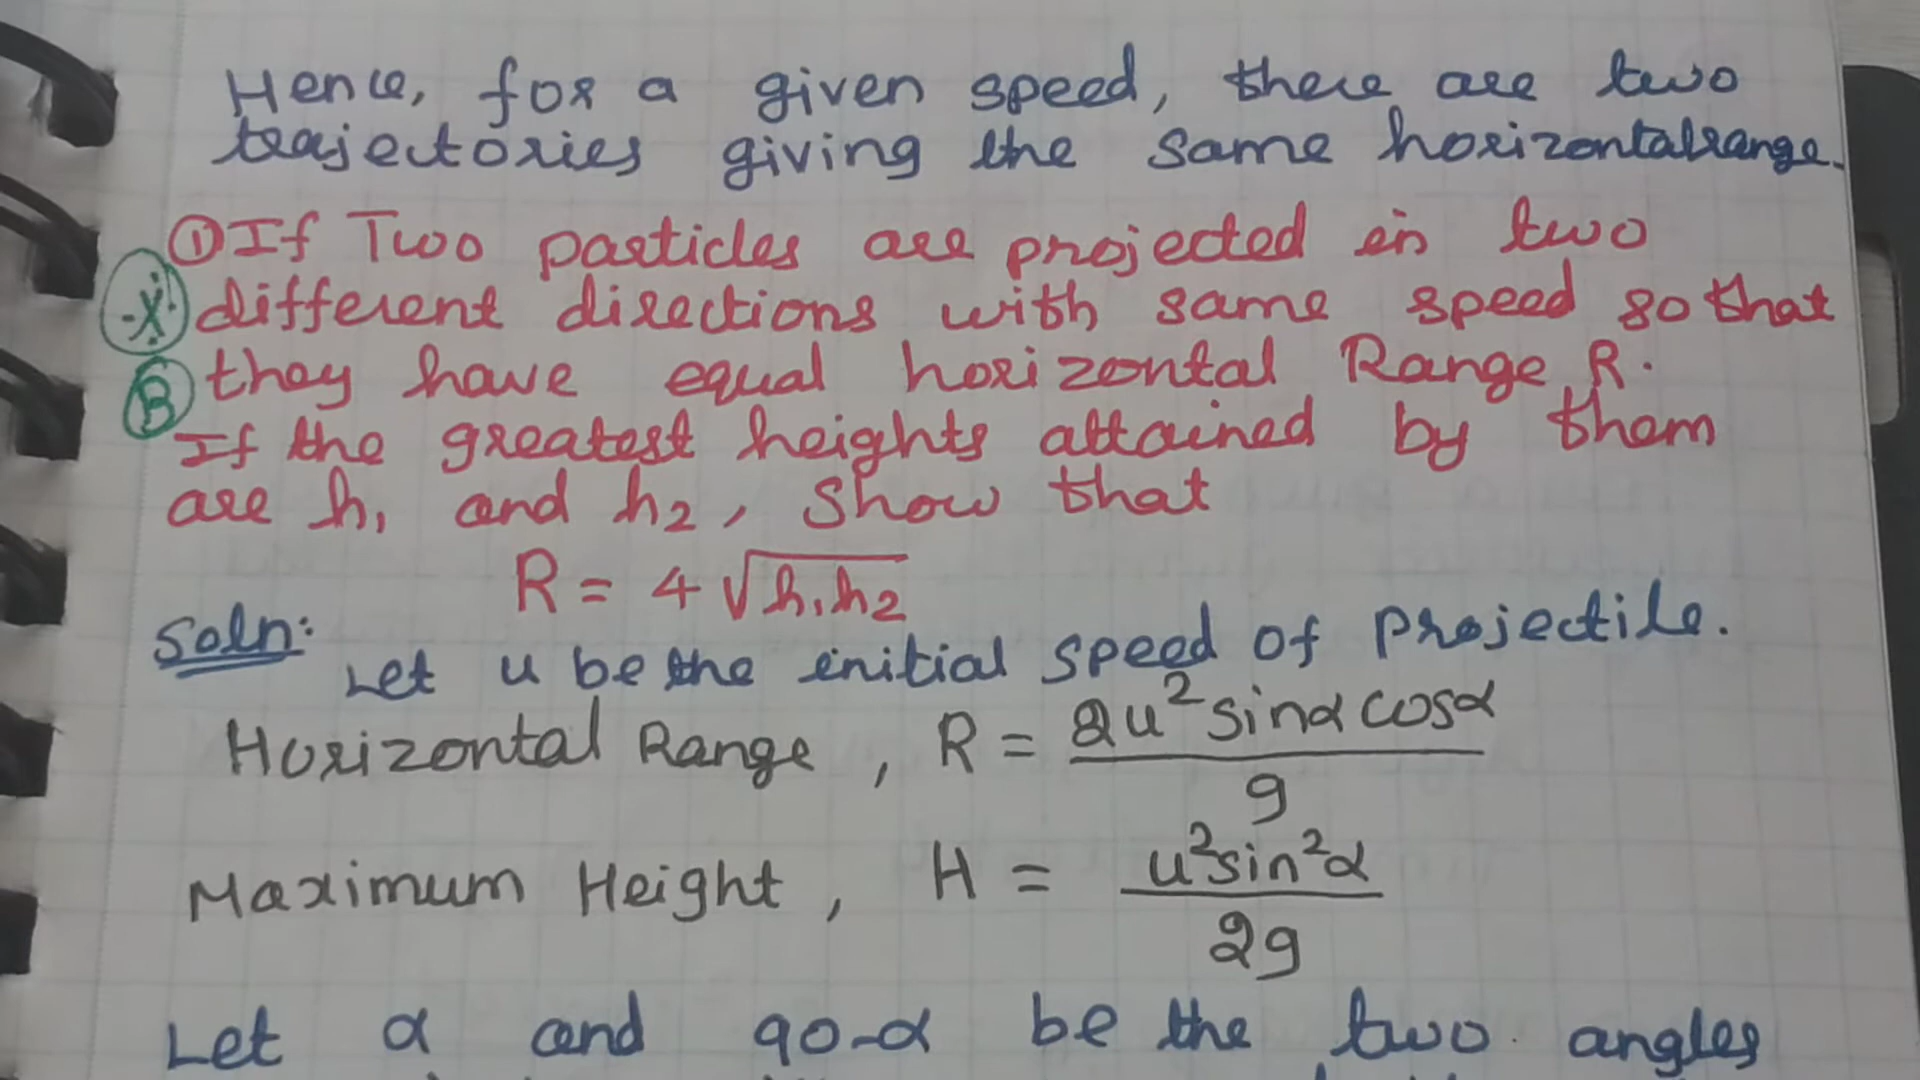 Hence, for a given speed, there are two
trajectories giving the same horizontal range.
① If Two particles are projected in two
different directions with same speed so that
they have equal horizontal Range R.
If the greatest heights attained by them
are h₁ and h₂, Show that
R = 4 √h₁h₂
Soln:
Let u be the initial speed of projectile.
Horizontal Range, R = 2u² sinα cosα / g
Maximum Height, H = u² sin²α / 2g
Let α and 90-α be the two angles